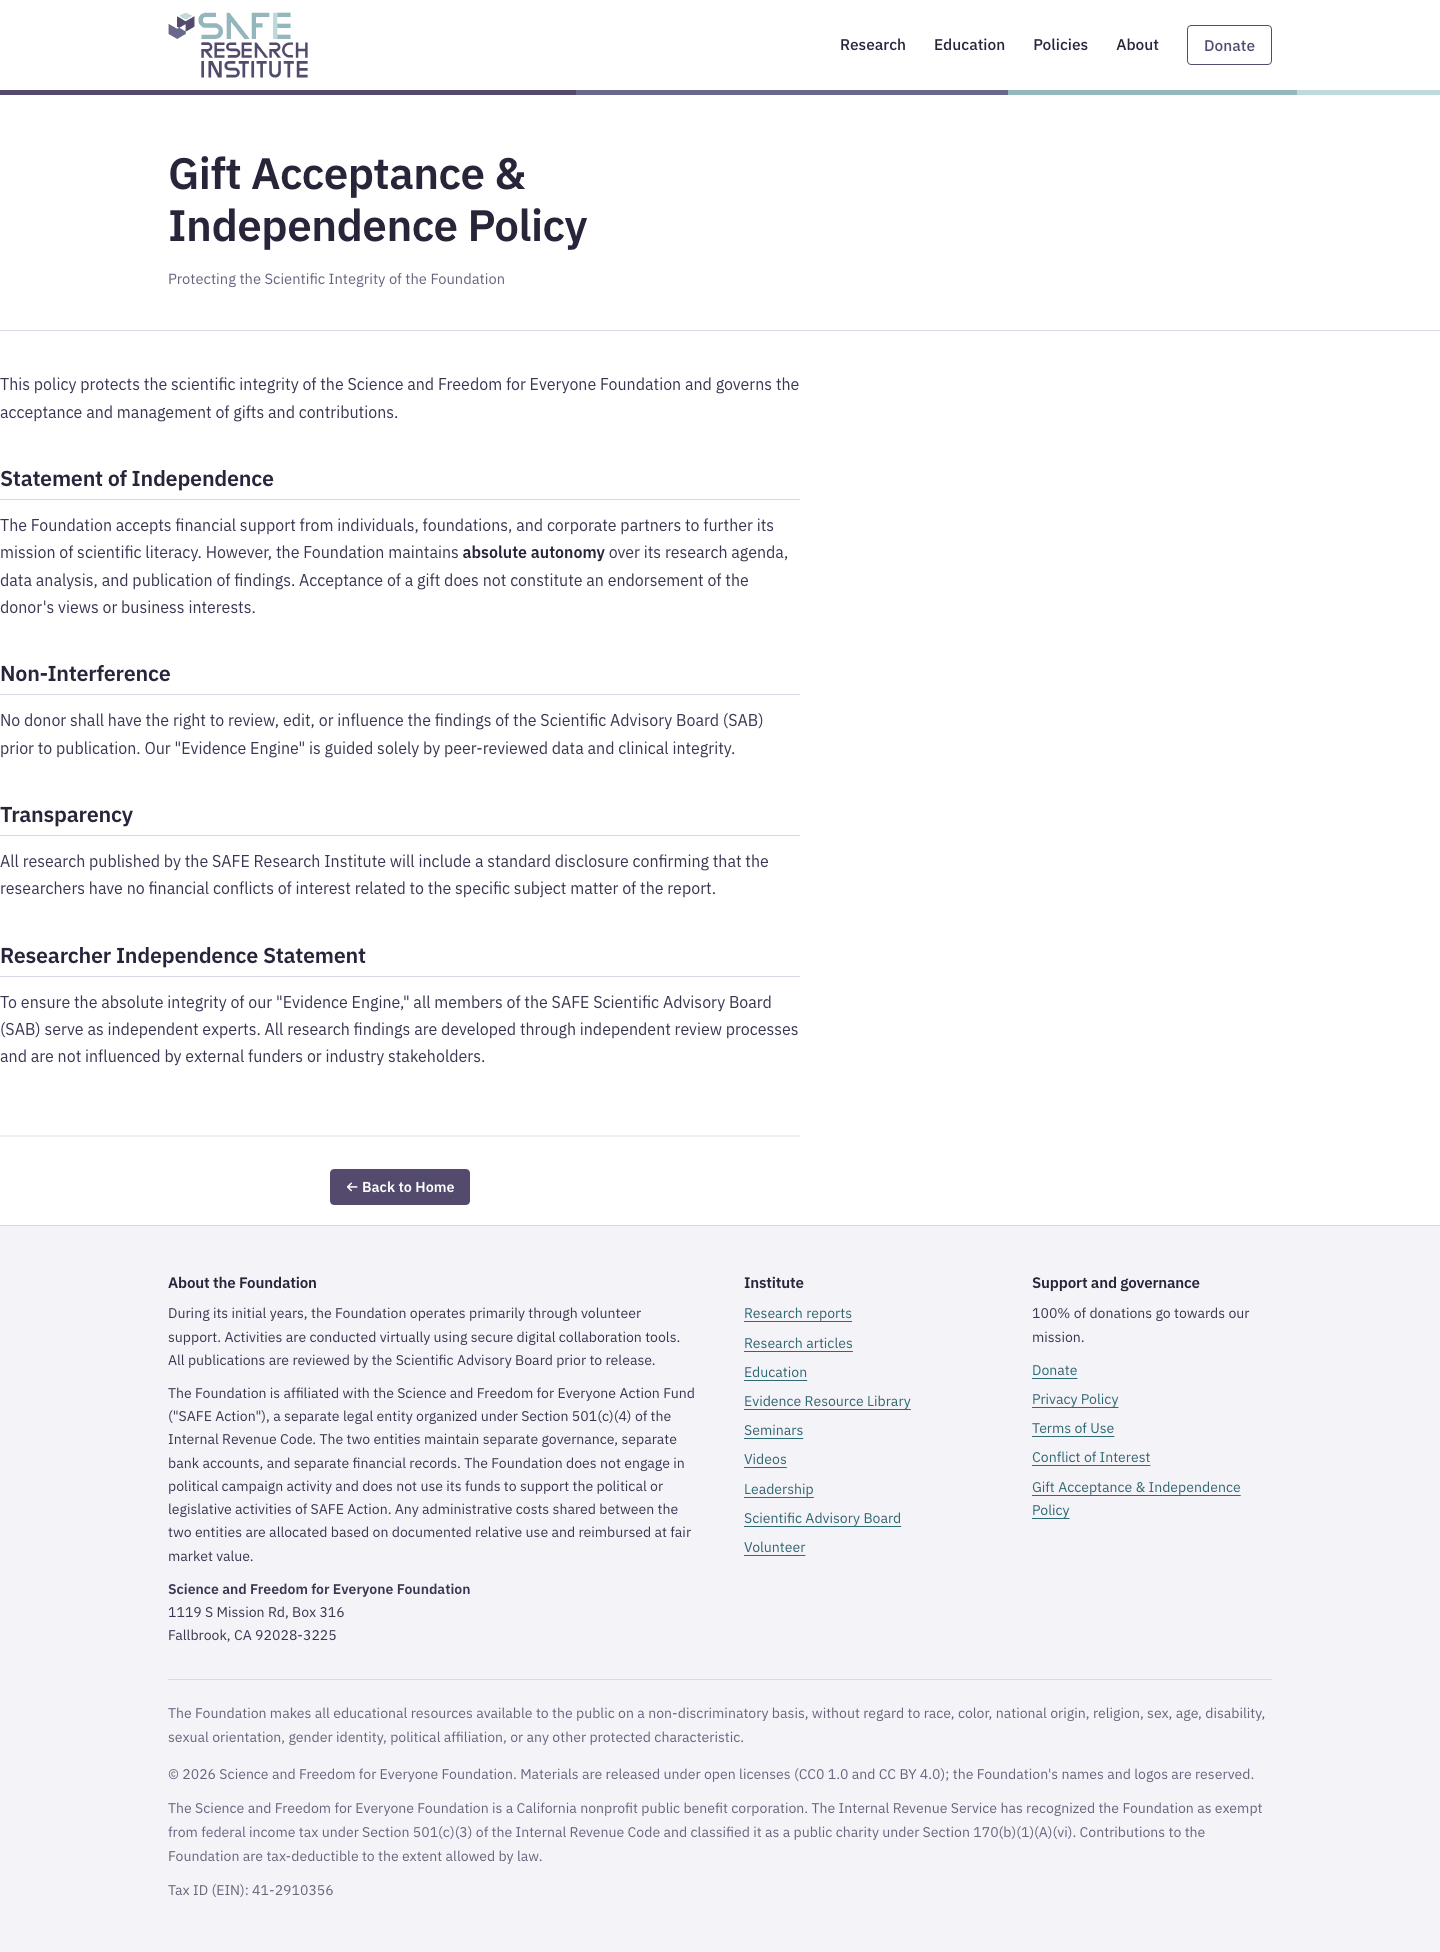 SAFE
RESEARCH
INSTITUTE
Research
Education
Policies
About
Donate
Gift Acceptance &
Independence Policy
Protecting the Scientific Integrity of the Foundation
This policy protects the scientific integrity of the Science and Freedom for Everyone Foundation and governs the
acceptance and management of gifts and contributions.
Statement of Independence
The Foundation accepts financial support from individuals, foundations, and corporate partners to further its
mission of scientific literacy. However, the Foundation maintains absolute autonomy over its research agenda,
data analysis, and publication of findings. Acceptance of a gift does not constitute an endorsement of the
donor's views or business interests.
Non-Interference
No donor shall have the right to review, edit, or influence the findings of the Scientific Advisory Board (SAB)
prior to publication. Our "Evidence Engine" is guided solely by peer-reviewed data and clinical integrity.
Transparency
All research published by the SAFE Research Institute will include a standard disclosure confirming that the
researchers have no financial conflicts of interest related to the specific subject matter of the report.
Researcher Independence Statement
To ensure the absolute integrity of our "Evidence Engine," all members of the SAFE Scientific Advisory Board
(SAB) serve as independent experts. All research findings are developed through independent review processes
and are not influenced by external funders or industry stakeholders.
← Back to Home
About the Foundation
During its initial years, the Foundation operates primarily through volunteer
support. Activities are conducted virtually using secure digital collaboration tools.
All publications are reviewed by the Scientific Advisory Board prior to release.
The Foundation is affiliated with the Science and Freedom for Everyone Action Fund
("SAFE Action"), a separate legal entity organized under Section 501(c)(4) of the
Internal Revenue Code. The two entities maintain separate governance, separate
bank accounts, and separate financial records. The Foundation does not engage in
political campaign activity and does not use its funds to support the political or
legislative activities of SAFE Action. Any administrative costs shared between the
two entities are allocated based on documented relative use and reimbursed at fair
market value.
Science and Freedom for Everyone Foundation
1119 S Mission Rd, Box 316
Fallbrook, CA 92028-3225
Institute
Research reports
Research articles
Education
Evidence Resource Library
Seminars
Videos
Leadership
Scientific Advisory Board
Volunteer
Support and governance
100% of donations go towards our
mission.
Donate
Privacy Policy
Terms of Use
Conflict of Interest
Gift Acceptance & Independence
Policy
The Foundation makes all educational resources available to the public on a non-discriminatory basis, without regard to race, color, national origin, religion, sex, age, disability,
sexual orientation, gender identity, political affiliation, or any other protected characteristic.
© 2026 Science and Freedom for Everyone Foundation. Materials are released under open licenses (CC0 1.0 and CC BY 4.0); the Foundation's names and logos are reserved.
The Science and Freedom for Everyone Foundation is a California nonprofit public benefit corporation. The Internal Revenue Service has recognized the Foundation as exempt
from federal income tax under Section 501(c)(3) of the Internal Revenue Code and classified it as a public charity under Section 170(b)(1)(A)(vi). Contributions to the
Foundation are tax-deductible to the extent allowed by law.
Tax ID (EIN): 41-2910356